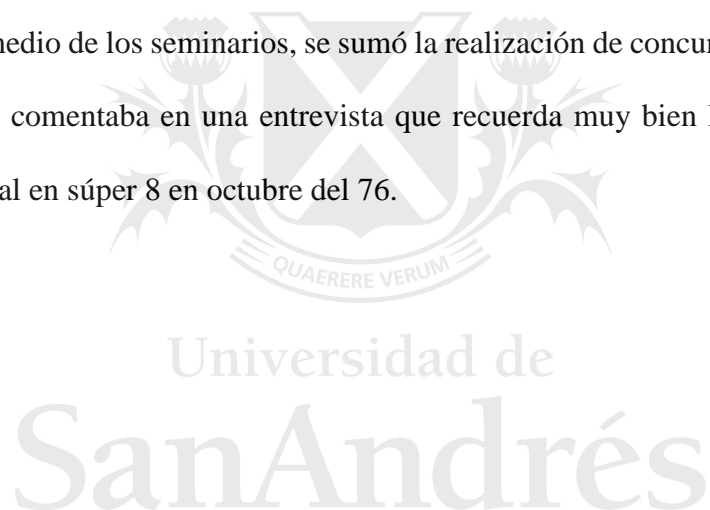 medio de los seminarios, se sumó la realización de concur
comentaba en una entrevista que recuerda muy bien l
al en súper 8 en octubre del 76.
QUAERERE VERUM
Universidad de
SanAndrés